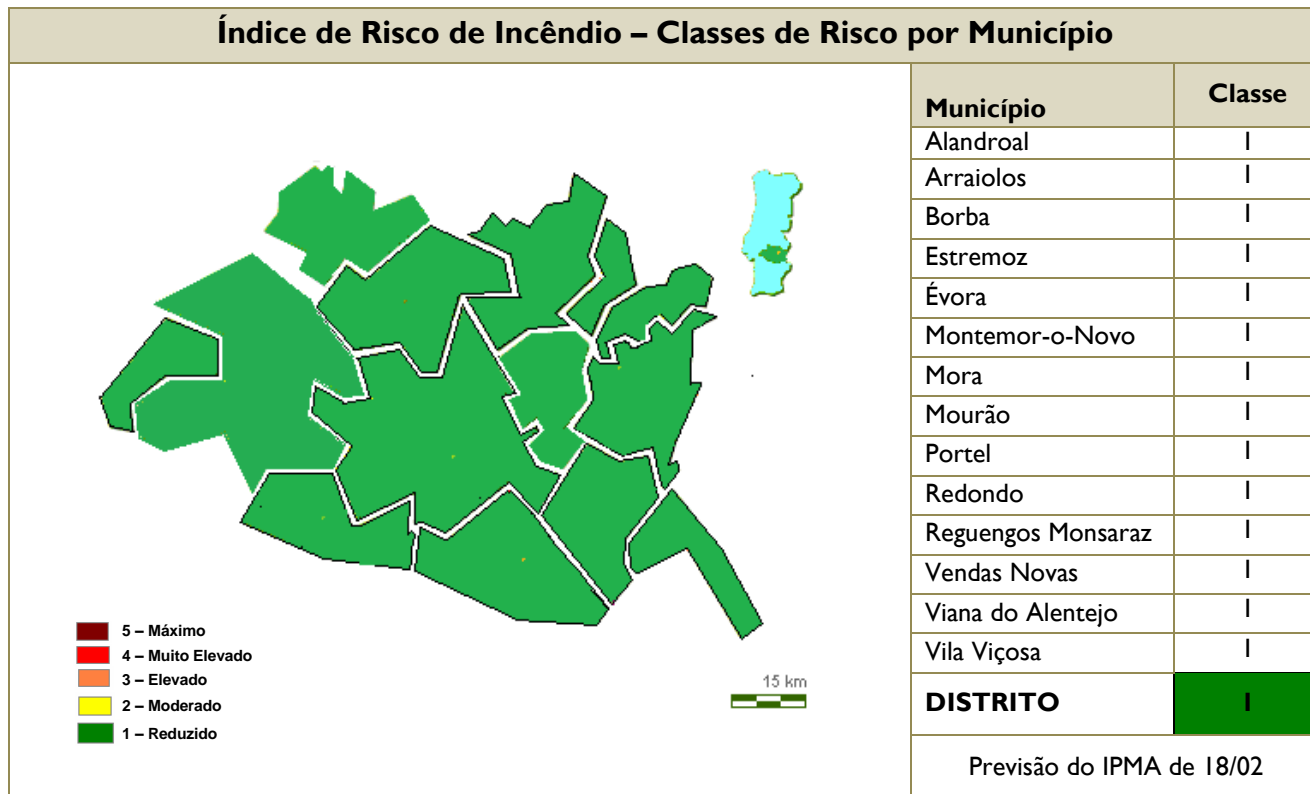 Índice de Risco de Incêndio – Classes de Risco por Município
Município Classe
Alandroal 1
Arraiolos 1
Borba 1
Estremoz 1
Évora 1
Montemor-o-Novo 1
Mora 1
Mourão 1
Portel 1
Redondo 1
Reguengos Monsaraz 1
Vendas Novas 1
Viana do Alentejo 1
Vila Viçosa 1
DISTRITO 1
Previsão do IPMA de 18/02
5 – Máximo
4 – Muito Elevado
3 – Elevado
2 – Moderado
1 – Reduzido
15 km